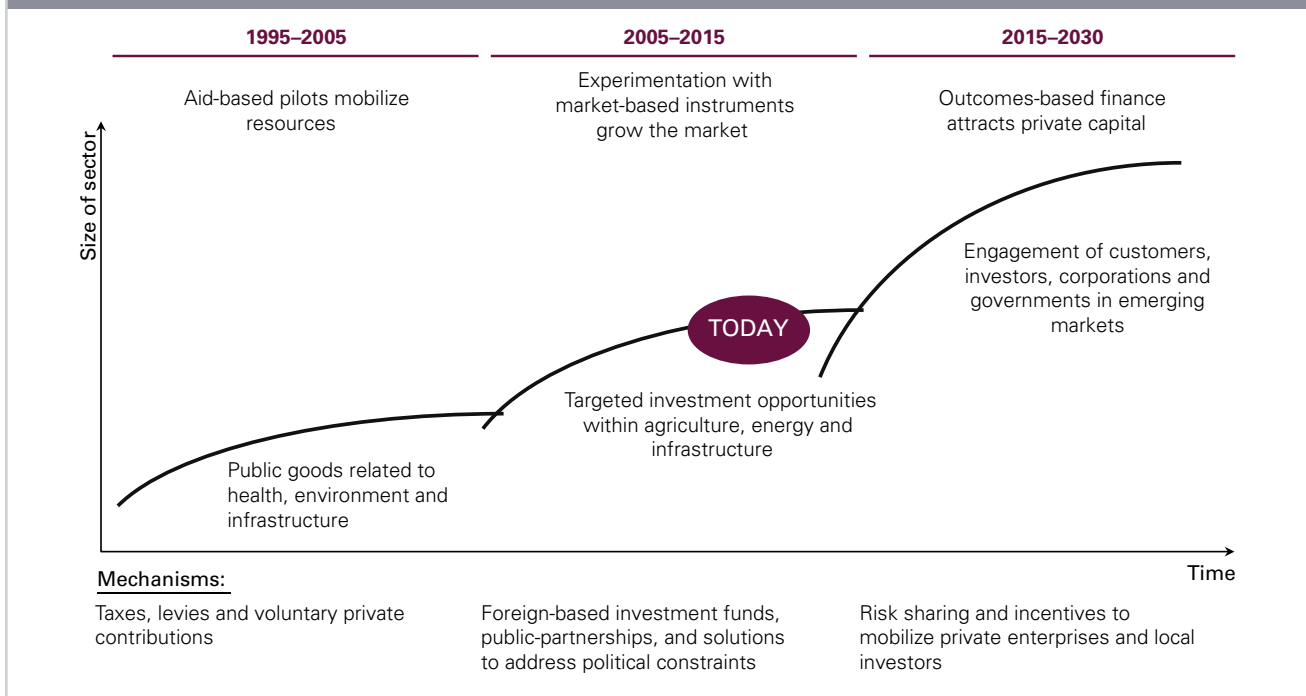 1995–2005
2005–2015
2015-2030
Aid-based pilots mobilize
resources
Experimentation with
market-based instruments
grow the market
Outcomes-based finance
attracts private capital
Size of sector
Engagement of customers,
investors, corporations and
governments in emerging
markets
TODAY
Targeted investment opportunities
within agriculture, energy and
infrastructure
Public goods related to
health, environment and
infrastructure
Time
Mechanisms:
Taxes, levies and voluntary private
contributions
Foreign-based investment funds,
public-partnerships, and solutions
to address political constraints
Risk sharing and incentives to
mobilize private enterprises and local
investors